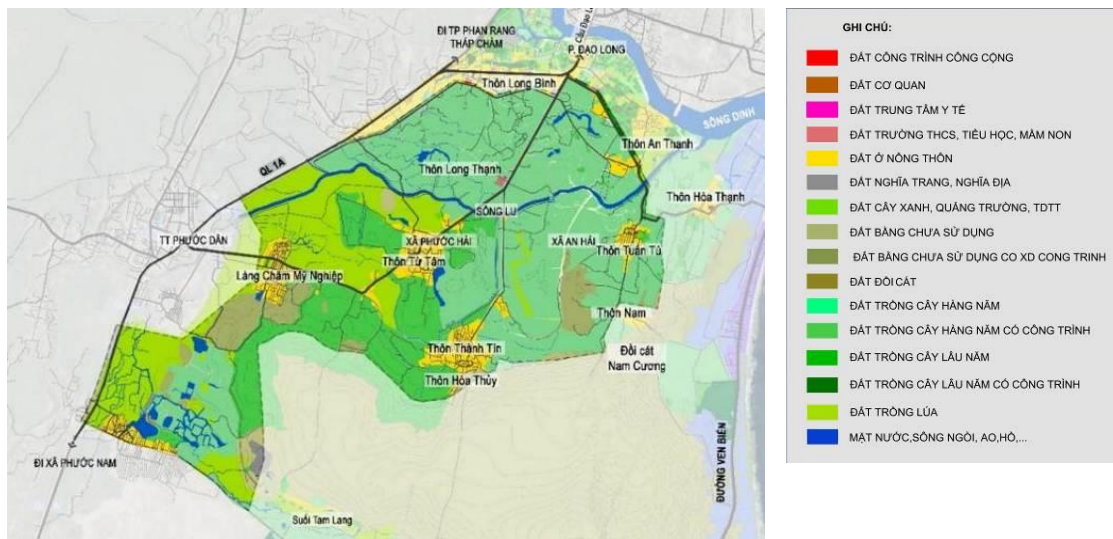 ĐI TP PHAN RANG
THÁP CHÀM
Cầu Đạo Long
P. ĐẠO LONG
Thôn Long Bình
SÔNG DINH
Thôn An Thạnh
QL 1A
Thôn Long Thạnh
Thôn Hòa Thạnh
SÔNG LU
TT PHƯỚC DÂN
XÃ PHƯỚC HẢI
XÃ AN HẢI
Thôn Từ Tâm
Thôn Tuấn Tú
Làng Chăm Mỹ Nghiệp
Thôn Nam
Thôn Thành Tín
Đồi cát
Nam Cương
Thôn Hòa Thủy
ĐI XÃ PHƯỚC NAM
ĐƯỜNG VEN BIỂN
Suối Tam Lang
GHI CHÚ:
ĐẤT CÔNG TRÌNH CÔNG CỘNG
ĐẤT CƠ QUAN
ĐẤT TRUNG TÂM Y TẾ
ĐẤT TRƯỜNG THCS, TIỂU HỌC, MẦM NON
ĐẤT Ở NÔNG THÔN
ĐẤT NGHĨA TRANG, NGHĨA ĐỊA
ĐẤT CÂY XANH, QUẢNG TRƯỜNG, TDTT
ĐẤT BẰNG CHƯA SỬ DỤNG
ĐẤT BẰNG CHƯA SỬ DỤNG CO XD CONG TRINH
ĐẤT ĐỒI CÁT
ĐẤT TRỒNG CÂY HÀNG NĂM
ĐẤT TRỒNG CÂY HÀNG NĂM CÓ CÔNG TRÌNH
ĐẤT TRỒNG CÂY LÂU NĂM
ĐẤT TRỒNG CÂY LÂU NĂM CÓ CÔNG TRÌNH
ĐẤT TRỒNG LÚA
MẶT NƯỚC,SÔNG NGÒI, AO,HỒ,...